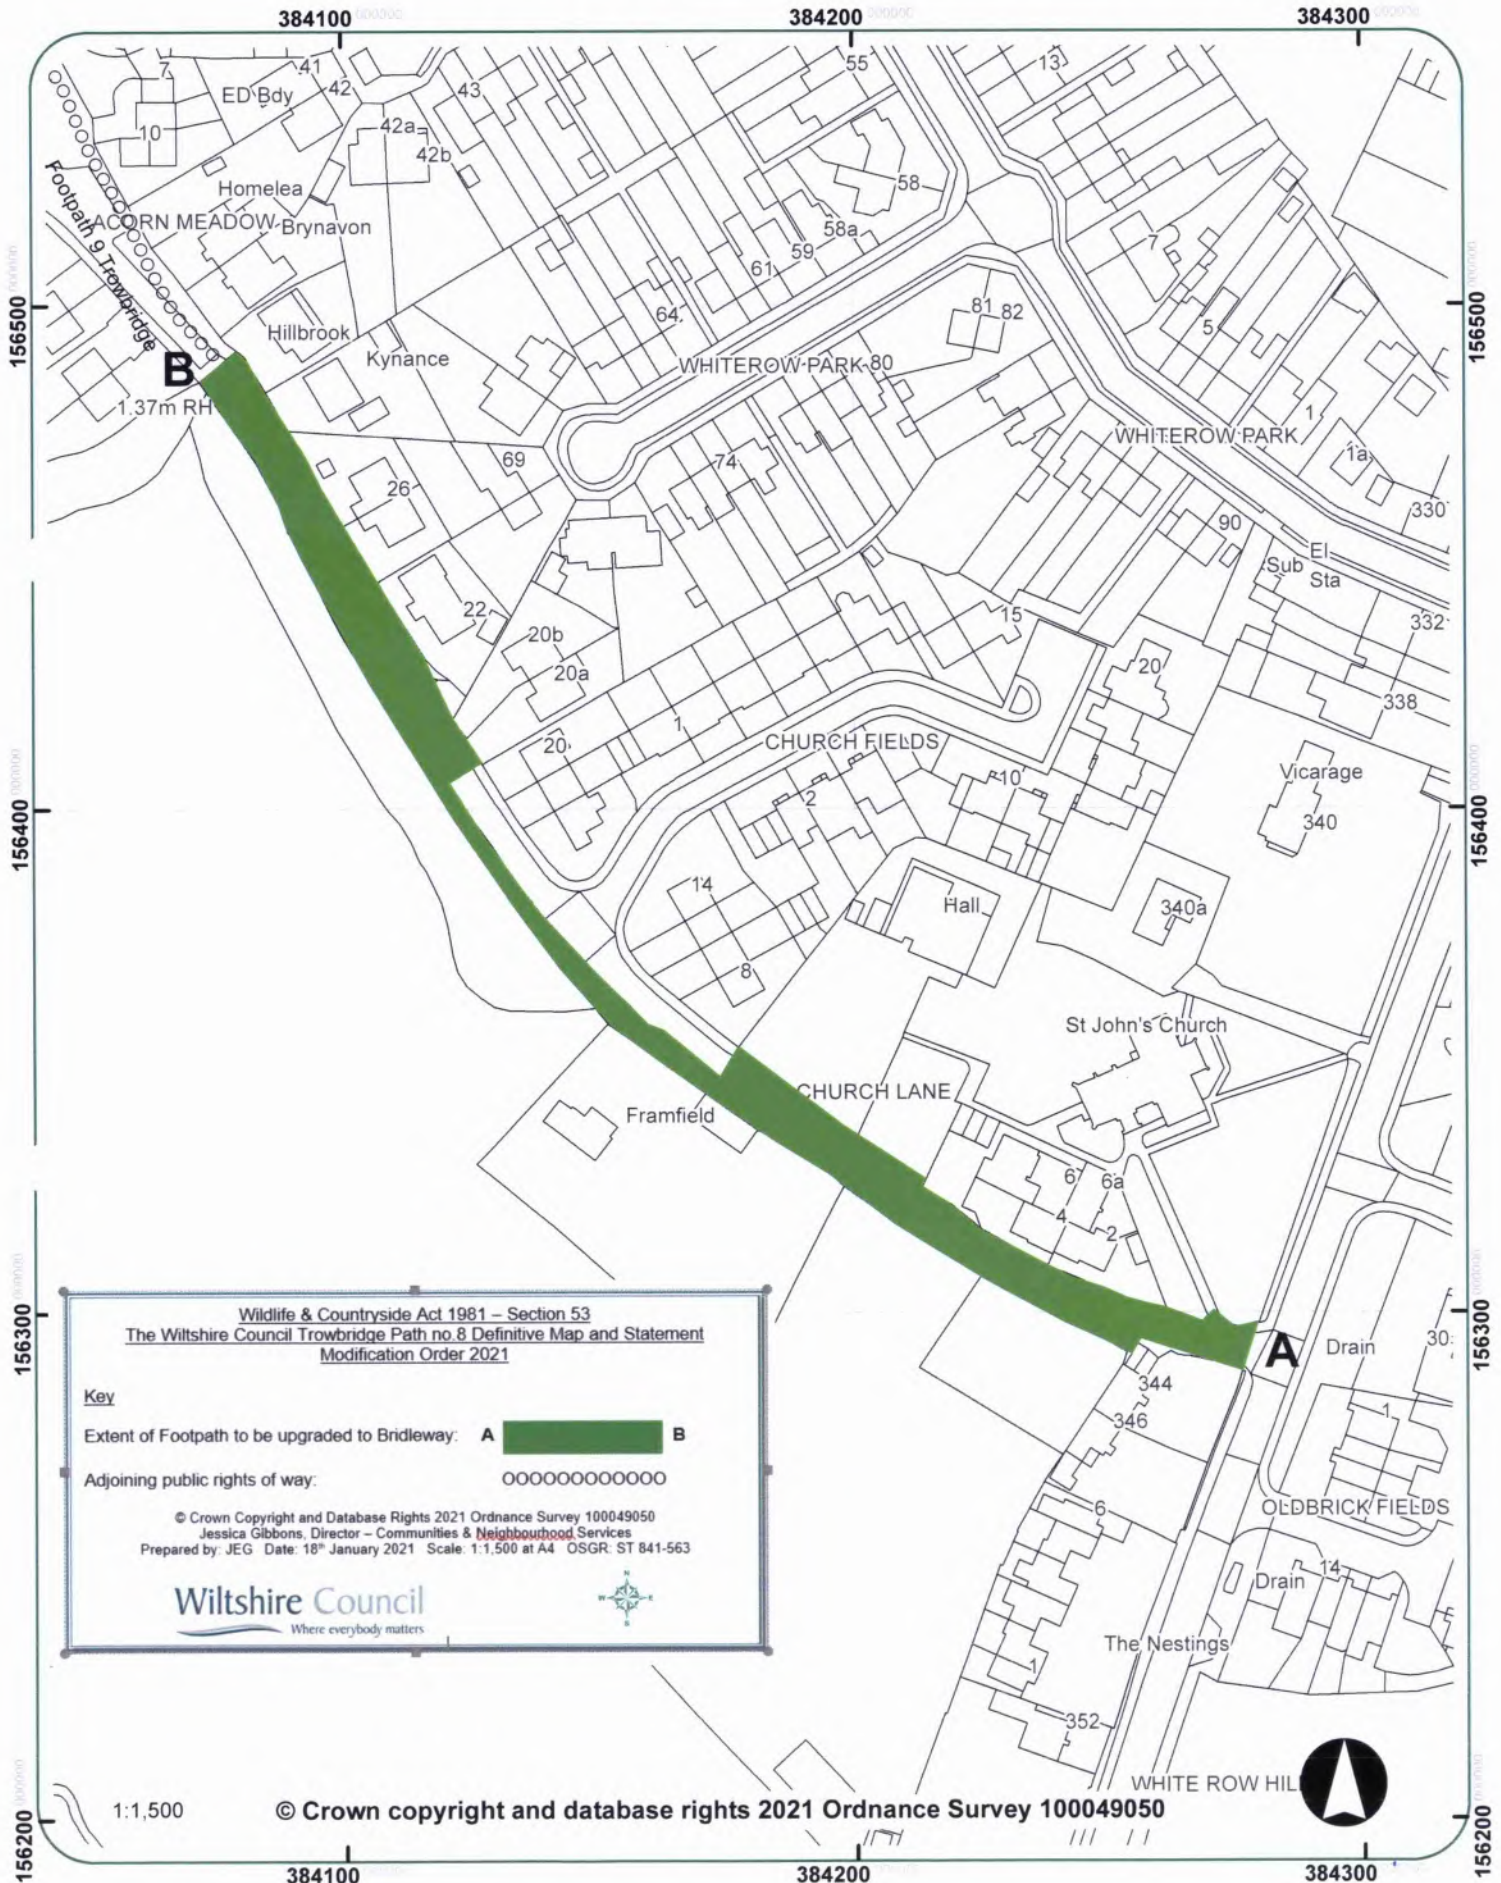 384100
384200
384300
7
41
42
43
55
13
ED Bdy
10
42a
42b
58
Footpath 9 Trowbridge
Homelea
ACORN MEADOW
Brynavon
58a
59
61
7
156500
156500
Hillbrook
64
81
82
5
Kynance
WHITEROW PARK
80
B
1.37m RH
WHITEROW PARK
1
1a
69
74
26
330
90
El
Sub
Sta
22
20b
15
332
20a
20
338
20
1
CHURCH FIELDS
Vicarage
10
2
340
156400
156400
14
Hall
340a
8
St John's Church
CHURCH LANE
Framfield
6
6a
4
2
156300
156300
A
Drain
30
344
346
1
6
OLDBRICK FIELDS
Drain
14
The Nestings
1
352
WHITE ROW HIL
Wildlife & Countryside Act 1981 – Section 53
The Wiltshire Council Trowbridge Path no.8 Definitive Map and Statement
Modification Order 2021
Key
Extent of Footpath to be upgraded to Bridleway: A B
Adjoining public rights of way: OOOOOOOOOOOO
© Crown Copyright and Database Rights 2021 Ordnance Survey 100049050
Jessica Gibbons, Director – Communities & Neighbourhood Services
Prepared by: JEG Date: 18th January 2021 Scale: 1:1,500 at A4 OSGR: ST 841-563
Wiltshire Council
Where everybody matters
N
W E
S
1:1,500
© Crown copyright and database rights 2021 Ordnance Survey 100049050
156200
156200
384100
384200
384300